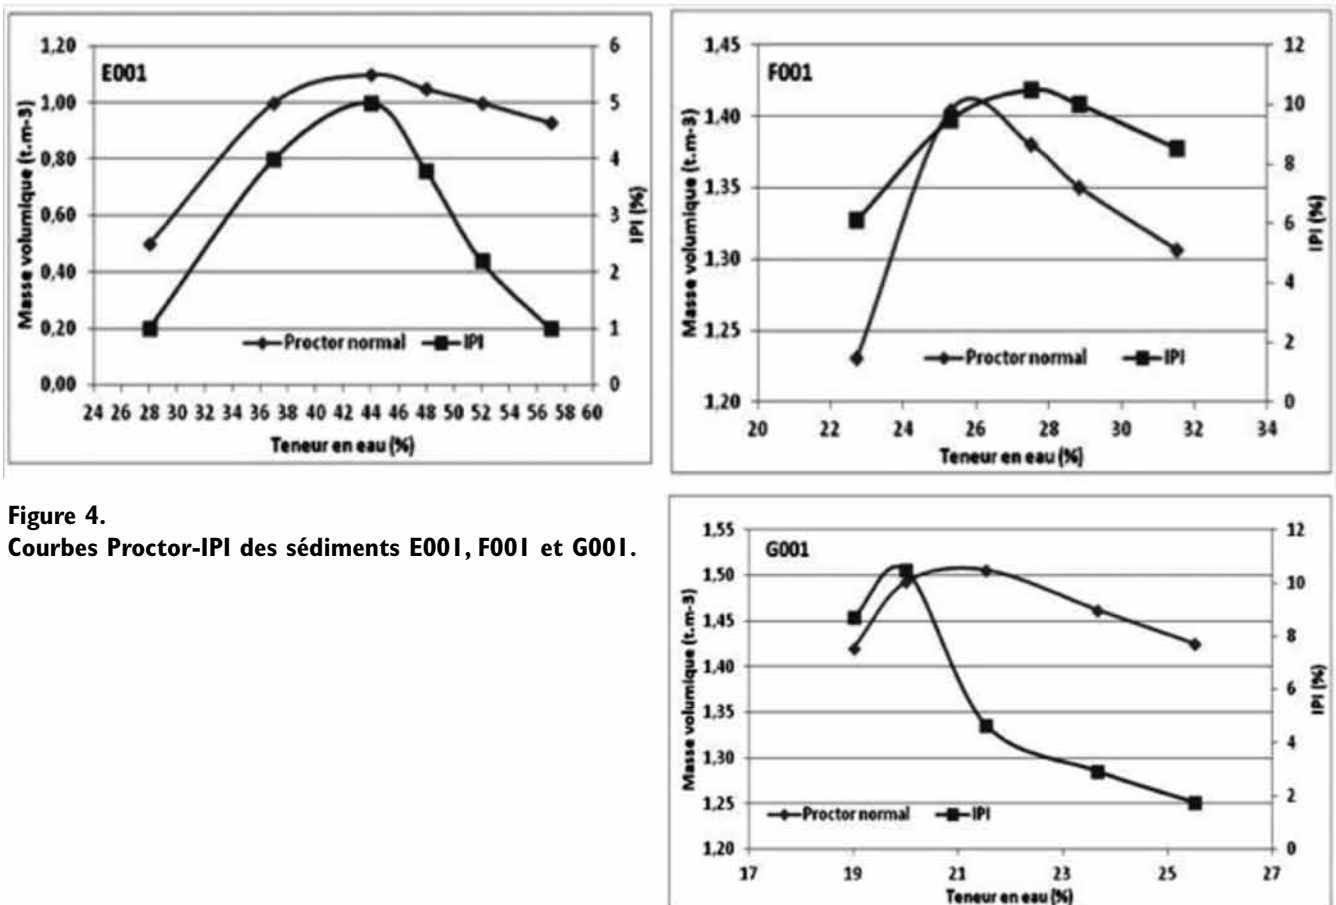 E001
1,20
1,00
0,80
0,60
0,40
0,20
0,00
Masse volumique (t.m-3)
6
5
4
3
2
1
0
IPI (%)
Proctor normal IPI
24 26 28 30 32 34 36 38 40 42 44 46 48 50 52 54 56 58 60
Teneur en eau (%)
F001
1,45
1,40
1,35
1,30
1,25
1,20
Masse volumique (t.m-3)
12
10
8
6
4
2
0
IPI (%)
Proctor normal IPI
20 22 24 26 28 30 32 34
Teneur en eau (%)
Figure 4.
Courbes Proctor-IPI des sédiments E001, F001 et G001.
G001
1,55
1,50
1,45
1,40
1,35
1,30
1,25
1,20
Masse volumique (t.m-3)
12
10
8
6
4
2
0
IPI (%)
Proctor normal IPI
17 19 21 23 25 27
Teneur en eau (%)